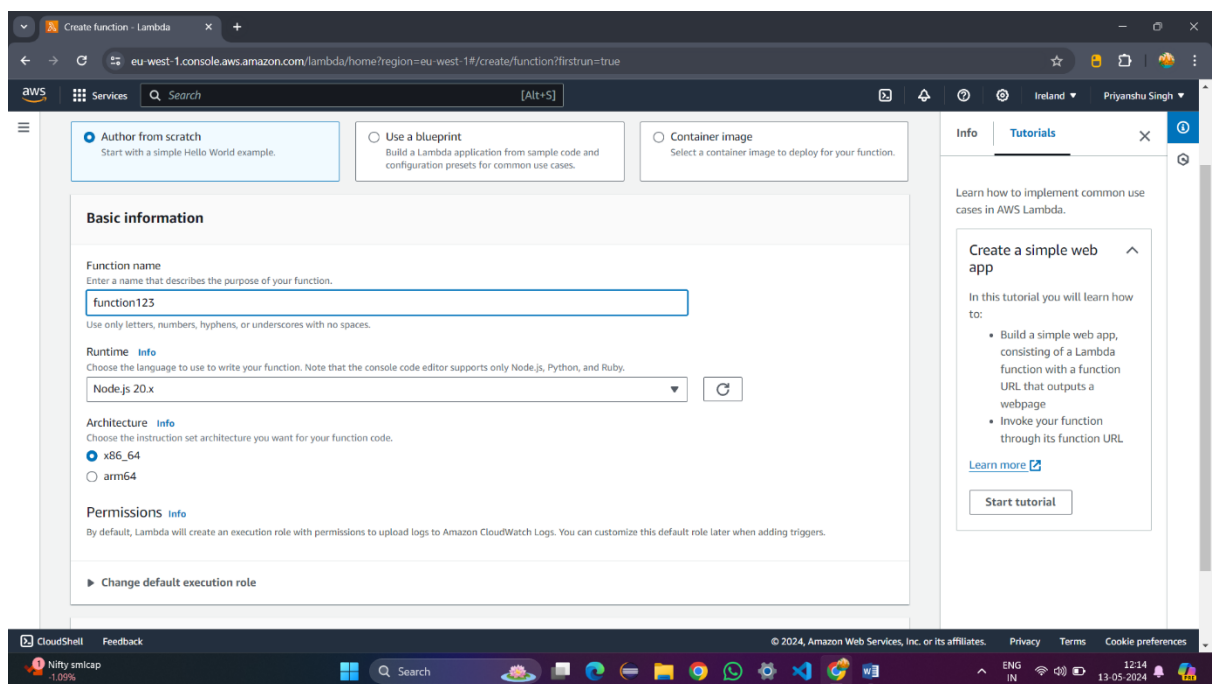 Create function - Lambda
eu-west-1.console.aws.amazon.com/lambda/home?region=eu-west-1#/create/function?firstrun=true
aws
Services
Search
[Alt+S]
Ireland
Priyanshu Singh
Author from scratch
Start with a simple Hello World example.
Use a blueprint
Build a Lambda application from sample code and
configuration presets for common use cases.
Container image
Select a container image to deploy for your function.
Basic information
Function name
Enter a name that describes the purpose of your function.
function123
Use only letters, numbers, hyphens, or underscores with no spaces.
Runtime Info
Choose the language to use to write your function. Note that the console code editor supports only Node.js, Python, and Ruby.
Node.js 20.x
Architecture Info
Choose the instruction set architecture you want for your function code.
x86_64
arm64
Permissions Info
By default, Lambda will create an execution role with permissions to upload logs to Amazon CloudWatch Logs. You can customize this default role later when adding triggers.
Change default execution role
Info
Tutorials
Learn how to implement common use
cases in AWS Lambda.
Create a simple web
app
In this tutorial you will learn how
to:
• Build a simple web app,
consisting of a Lambda
function with a function
URL that outputs a
webpage
• Invoke your function
through its function URL
Learn more
Start tutorial
CloudShell
Feedback
© 2024, Amazon Web Services, Inc. or its affiliates.
Privacy
Terms
Cookie preferences
1
Nifty smlcap
-1.09%
Search
ENG
IN
12:14
13-05-2024